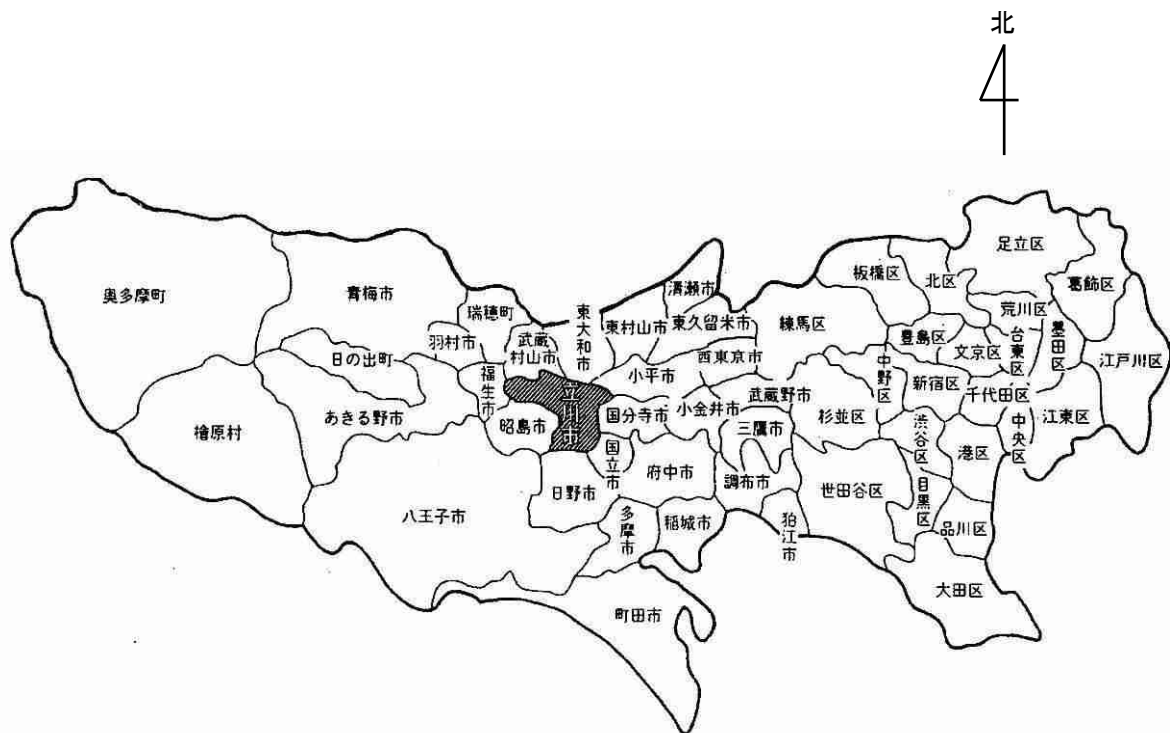 北
足立区
板橋区
北区
葛飾区
清瀬市
奥多摩町
青梅市
瑞穂町
東大和市
東村山市
東久留米市
練馬区
荒川区
羽村市
武蔵
村山市
豊島区
文京区
台東区
墨田区
日の出町
西東京市
江戸川区
小平市
中野区
新宿区
福生市
立川市
武蔵野市
千代田区
あきる野市
国分寺市
小金井市
杉並区
江東区
檜原村
昭島市
三鷹市
渋谷区
港区
中央区
国立市
府中市
調布市
世田谷区
日野市
目黒区
八王子市
多摩市
稲城市
狛江市
品川区
大田区
町田市